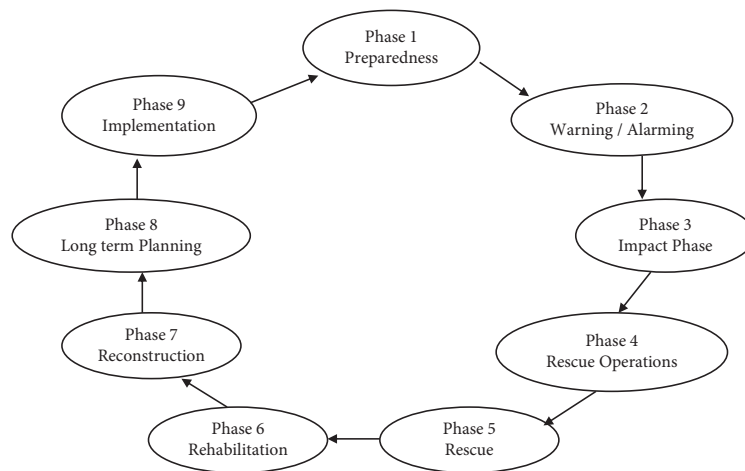 Phase 1
Preparedness
Phase 2
Warning / Alarming
Phase 3
Impact Phase
Phase 4
Rescue Operations
Phase 5
Rescue
Phase 6
Rehabilitation
Phase 7
Reconstruction
Phase 8
Long term Planning
Phase 9
Implementation